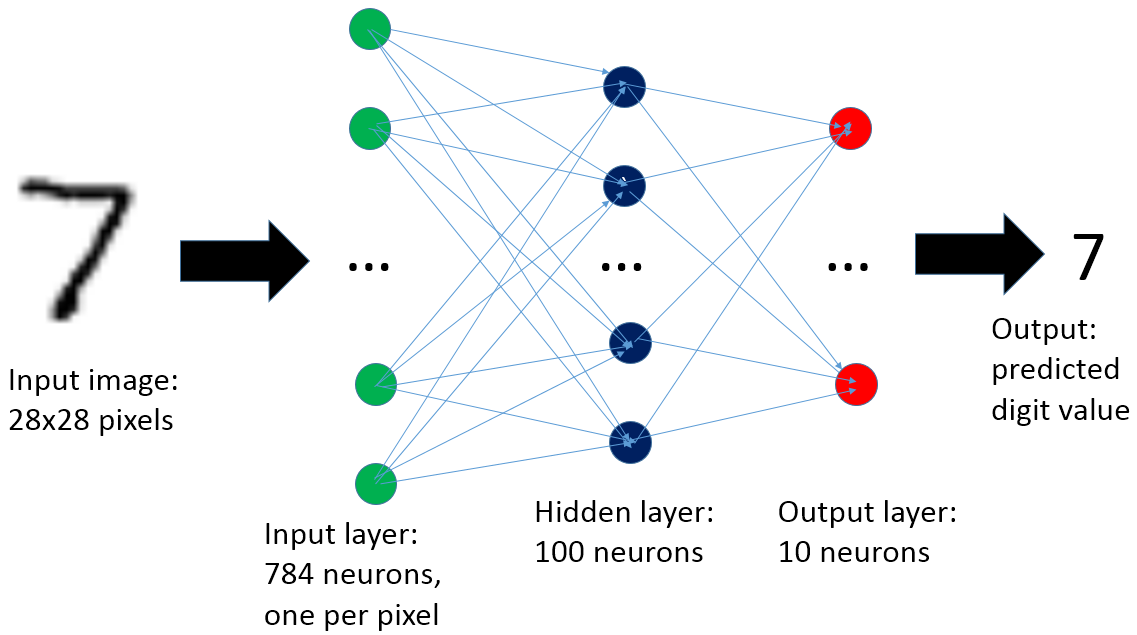 7
...
...
...
7
Input image:
28x28 pixels
Input layer:
784 neurons,
one per pixel
Hidden layer:
100 neurons
Output layer:
10 neurons
Output:
predicted
digit value